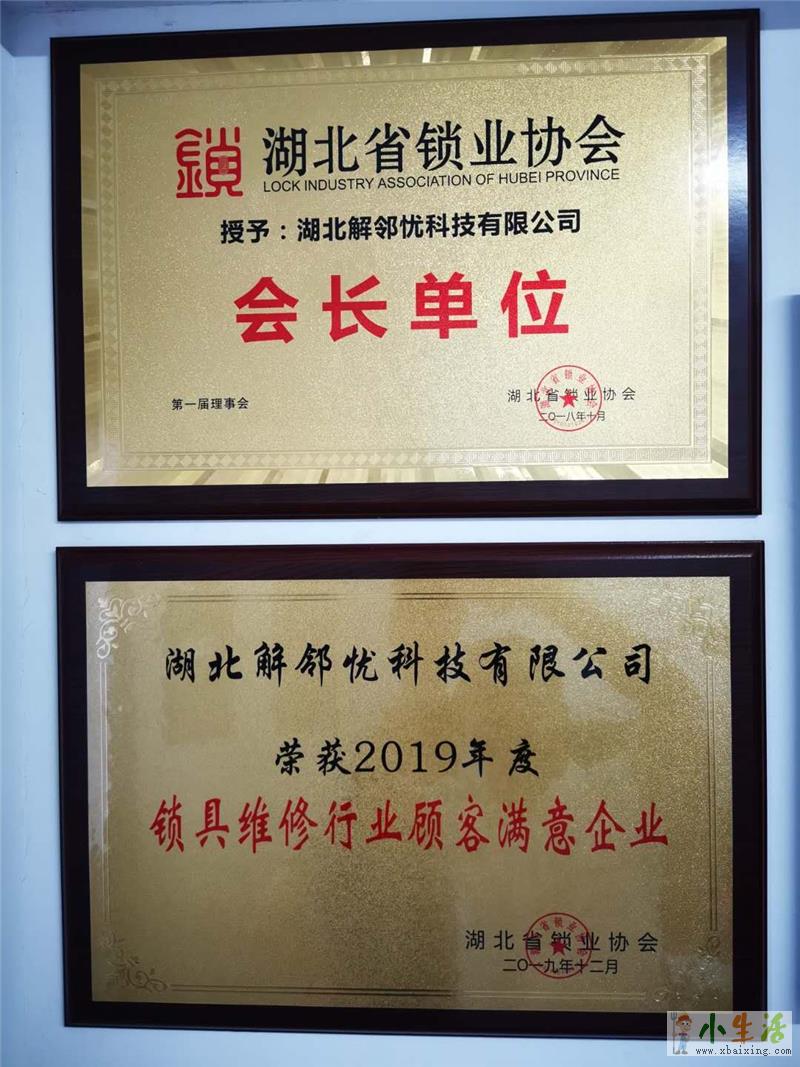 鎖 湖北省锁业协会
LOCK INDUSTRY ASSOCIATION OF HUBEI PROVINCE
授予：湖北解邻忧科技有限公司
会长单位
第一届理事会
湖北省锁业协会
二〇一八年十月
湖北解邻忧科技有限公司
荣获2019年度
锁具维修行业顾客满意企业
湖北省锁业协会
二〇一九年十二月
小生活
www.xbaixing.com